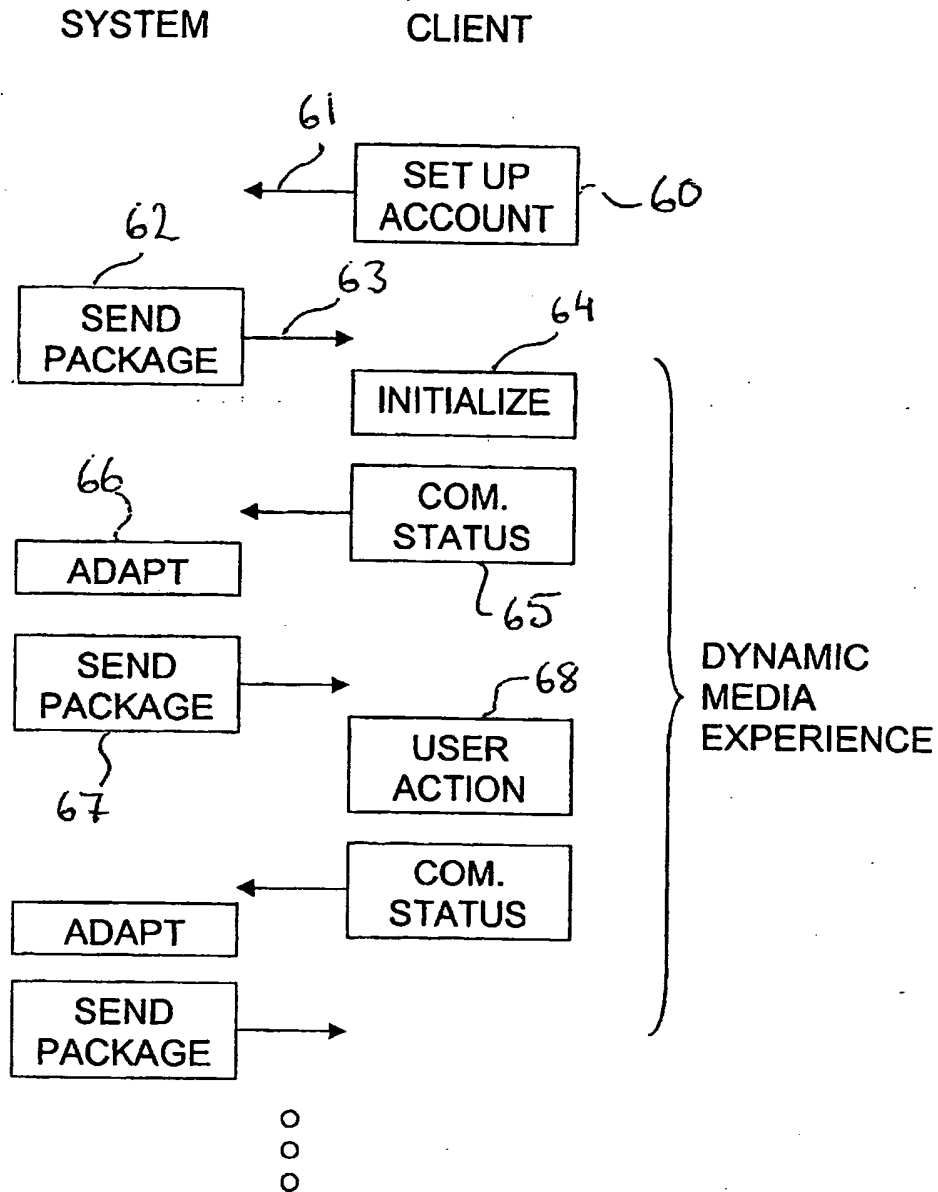 SYSTEM CLIENT
61
SET UP
ACCOUNT
60
62
63
SEND
PACKAGE
64
INITIALIZE
66
COM.
STATUS
ADAPT
65
SEND
PACKAGE
67
68
USER
ACTION
DYNAMIC
MEDIA
EXPERIENCE
COM.
STATUS
ADAPT
SEND
PACKAGE